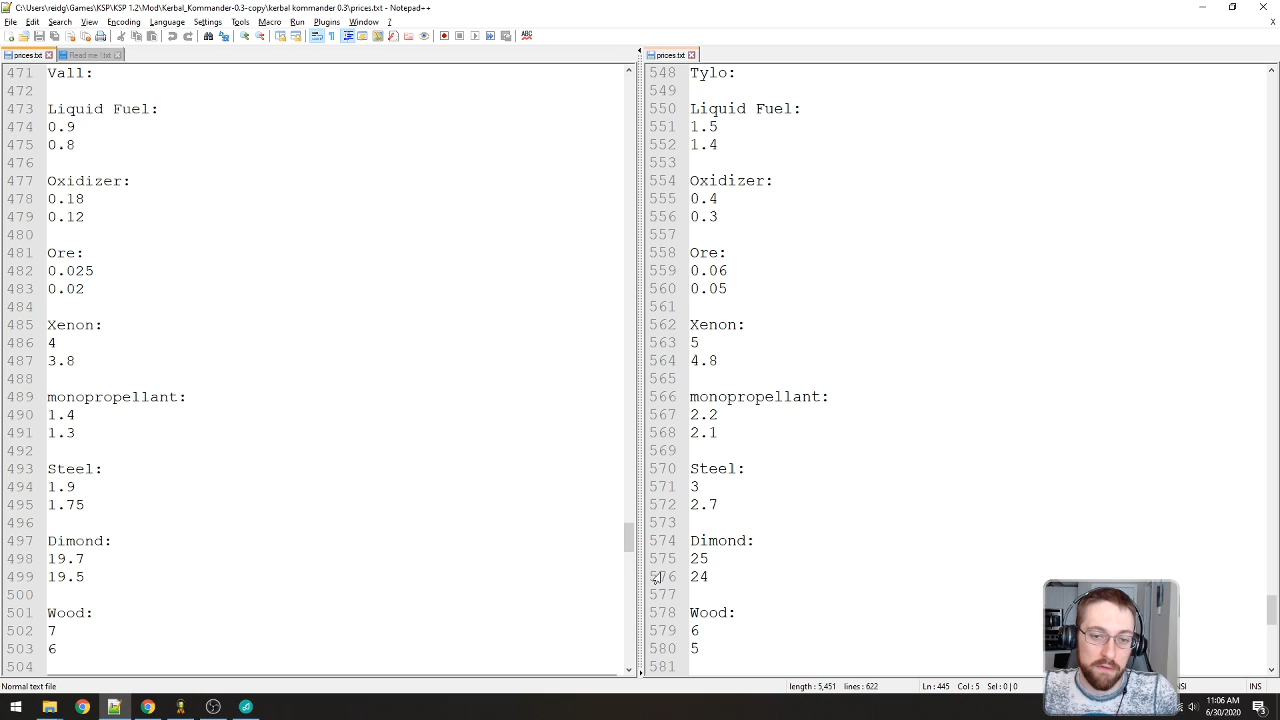 C:\Users\reidg\Games\KSP\KSP 1.2\Mod\Kerbal_Kommander-0.3-copy\kerbal kommander 0.3\prices.txt - Notepad++
File Edit Search View Encoding Language Settings Tools Macro Run Plugins Window ? X
prices.txt Read me !.txt prices.txt
471 Vall:
472
473 Liquid Fuel:
474 0.9
475 0.8
476
477 Oxidizer:
478 0.18
479 0.12
480
481 Ore:
482 0.025
483 0.02
484
485 Xenon:
486 4
487 3.8
488
489 monopropellant:
490 1.4
491 1.3
492
493 Steel:
494 1.9
495 1.75
496
497 Dimond:
498 19.7
499 19.5
500
501 Wood:
502 7
503 6
504
548 Tylo:
549
550 Liquid Fuel:
551 1.5
552 1.4
553
554 Oxidizer:
555 0.4
556 0.3
557
558 Ore:
559 0.06
560 0.05
561
562 Xenon:
563 5
564 4.8
565
566 monopropellant:
567 2.2
568 2.1
569
570 Steel:
571 3
572 2.7
573
574 Dimond:
575 25
576 24
577
578 Wood:
579 6
580 5
581
Normal text file length : 5,451 lines : 622 Ln : 445 Col : 5 Sel : 0 | 0 INS
11:06 AM
6/30/2020